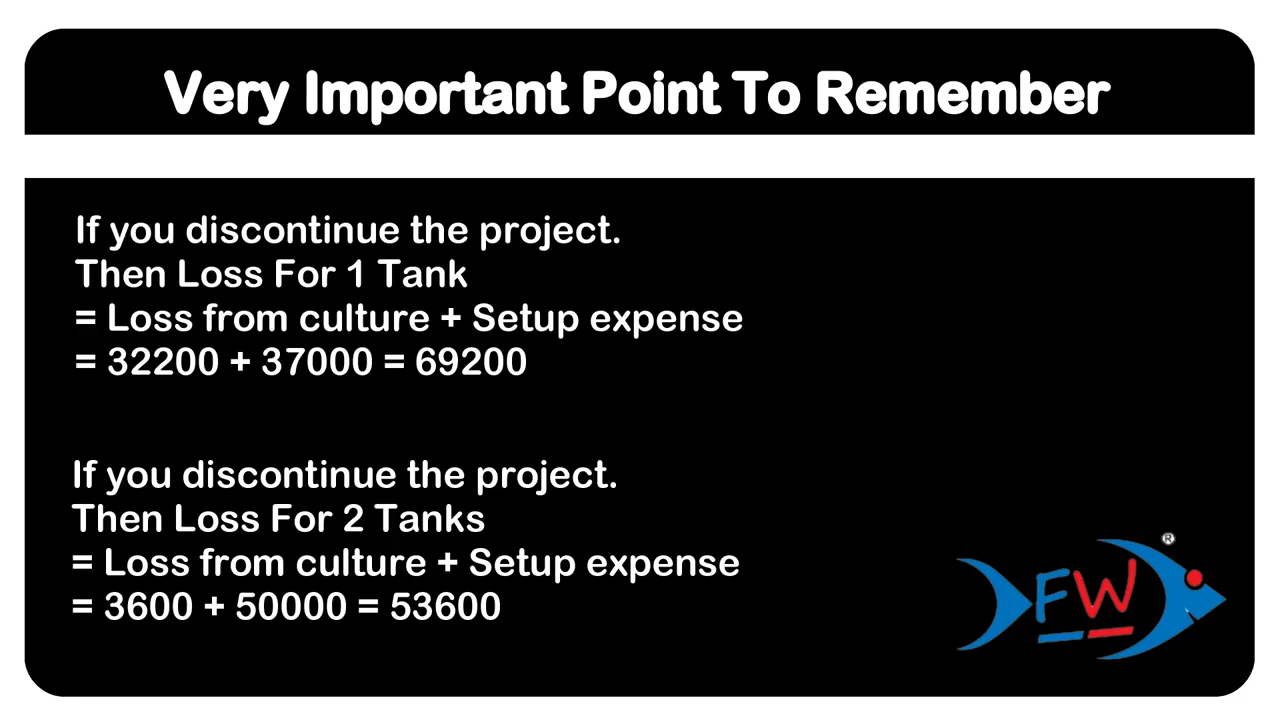 Very Important Point To Remember
If you discontinue the project.
Then Loss For 1 Tank
= Loss from culture + Setup expense
= 32200 + 37000 = 69200
If you discontinue the project.
Then Loss For 2 Tanks
= Loss from culture + Setup expense
= 3600 + 50000 = 53600
®
FW